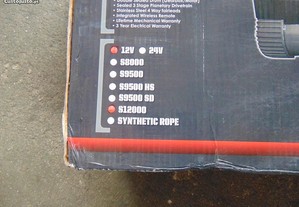 CustoJusto.pt
Sealed 3 Stage Planetary Drivetrain
Stainless Steel 4 Way Fairleads
Integrated Wireless Remote
Lifetime Mechanical Warranty
2 Year Electrical Warranty
12V 24V
S8000
S9500
S9500 HS
S9500 SD
S12000
SYNTHETIC ROPE